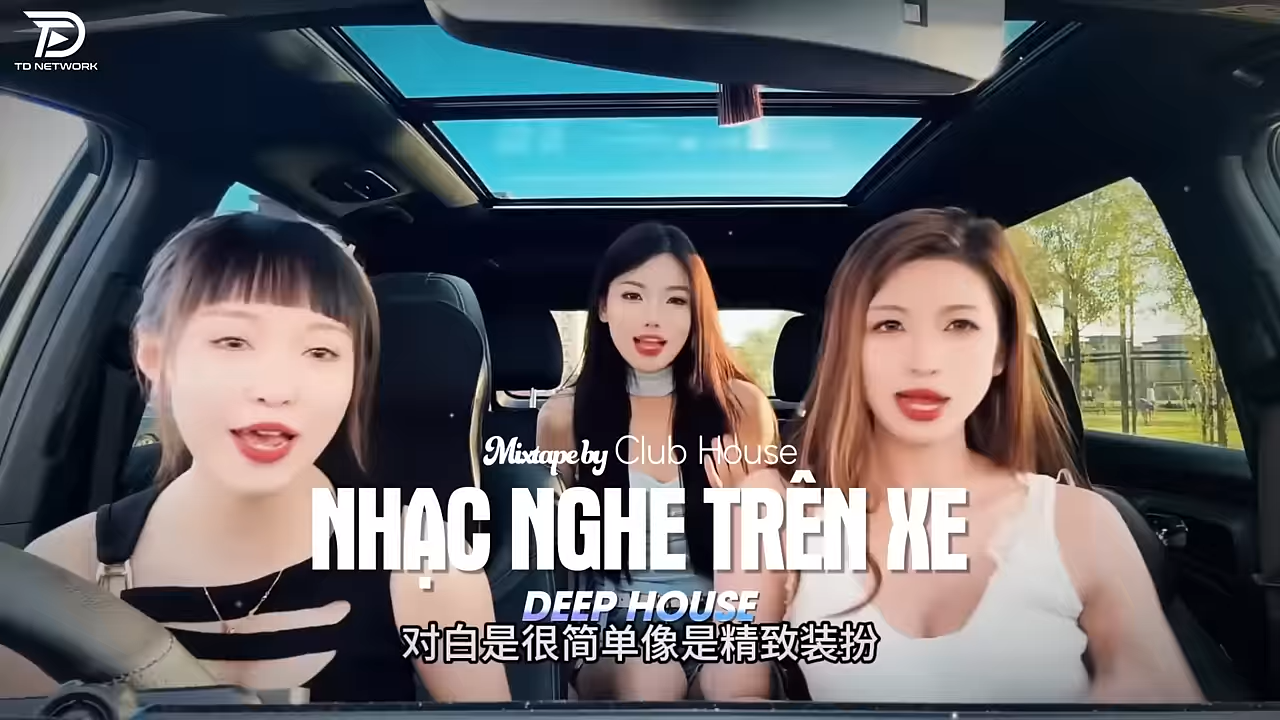 TD NETWORK
Mixtape by Club House
NHẠC NGHE TRÊN XE
DEEP HOUSE
对白是很简单像是精致装扮